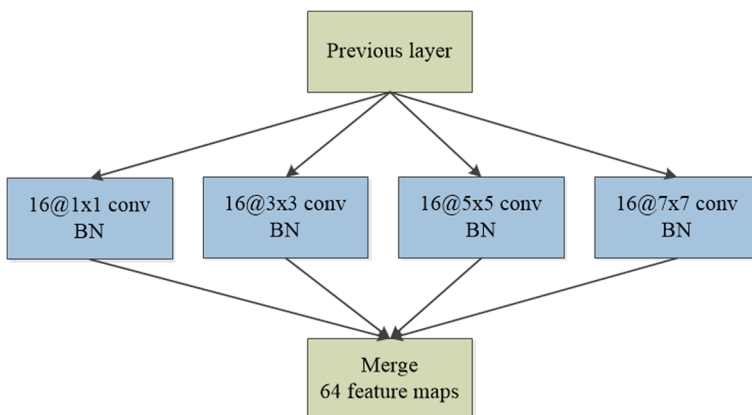 Previous layer
16@1x1 conv
BN
16@3x3 conv
BN
16@5x5 conv
BN
16@7x7 conv
BN
Merge
64 feature maps